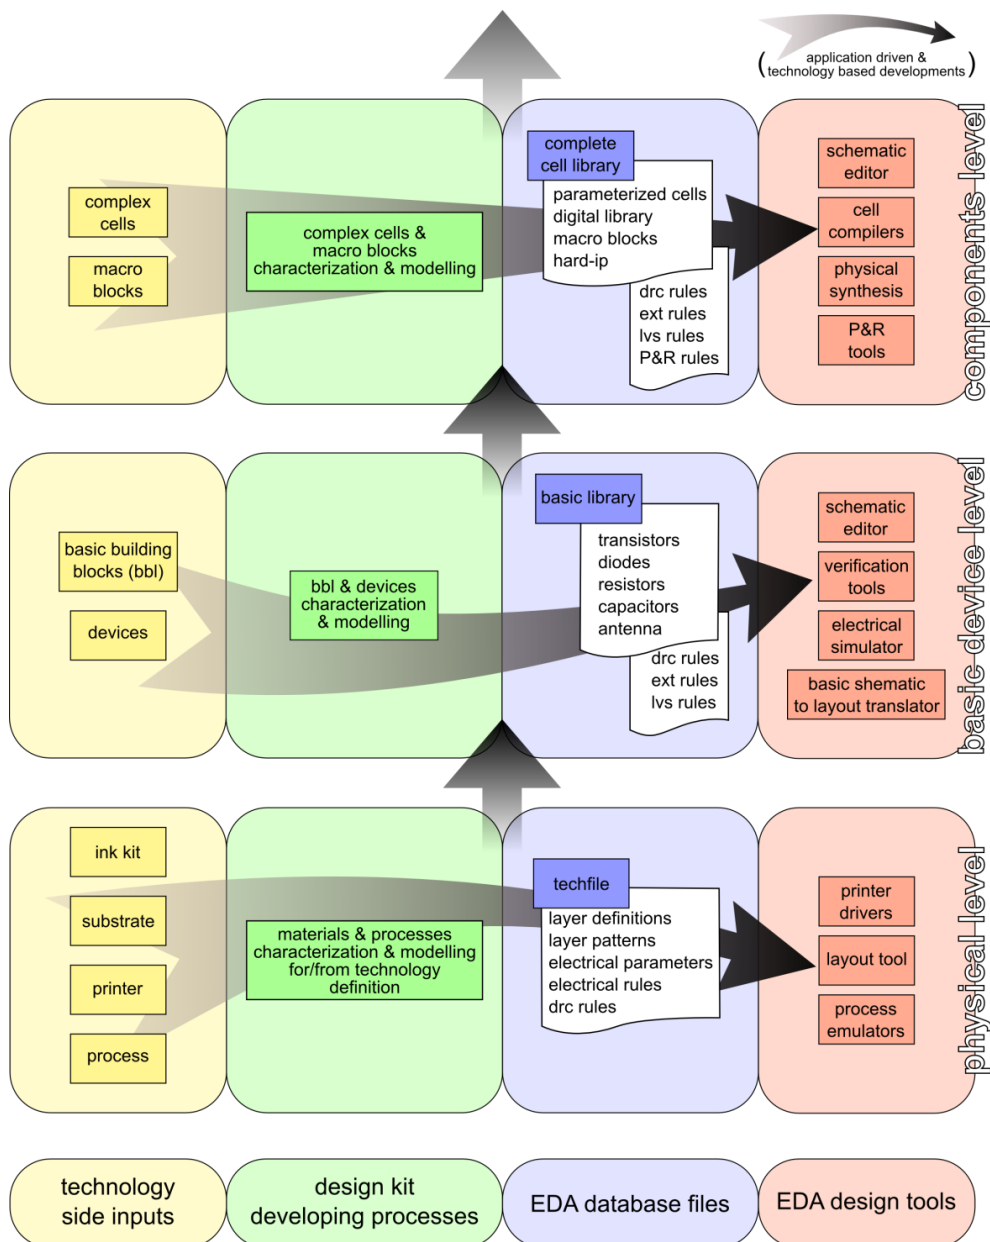 ( application driven &
technology based developments )
components level
complex
cells
macro
blocks
complex cells &
macro blocks
characterization & modelling
complete
cell library
parameterized cells
digital library
macro blocks
hard-ip
drc rules
ext rules
lvs rules
P&R rules
schematic
editor
cell
compilers
physical
synthesis
P&R
tools
basic device level
basic building
blocks (bbl)
devices
bbl & devices
characterization
& modelling
basic library
transistors
diodes
resistors
capacitors
antenna
drc rules
ext rules
lvs rules
schematic
editor
verification
tools
electrical
simulator
basic shematic
to layout translator
physical level
ink kit
substrate
printer
process
materials & processes
characterization & modelling
for/from technology
definition
techfile
layer definitions
layer patterns
electrical parameters
electrical rules
drc rules
printer
drivers
layout tool
process
emulators
technology
side inputs
design kit
developing processes
EDA database files
EDA design tools